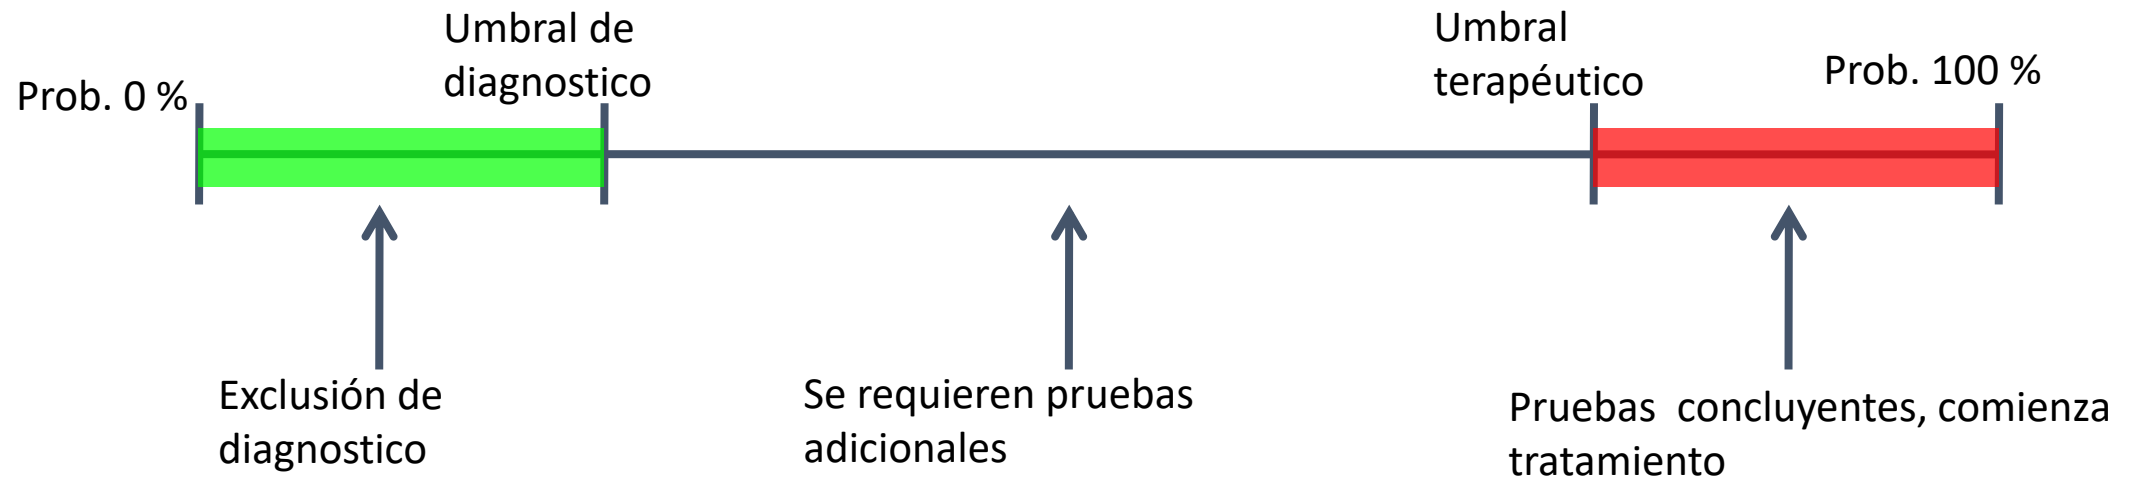 Prob. 0 %
Umbral de
diagnostico
Umbral
terapéutico
Prob. 100 %
Exclusión de
diagnostico
Se requieren pruebas
adicionales
Pruebas  concluyentes, comienza
tratamiento